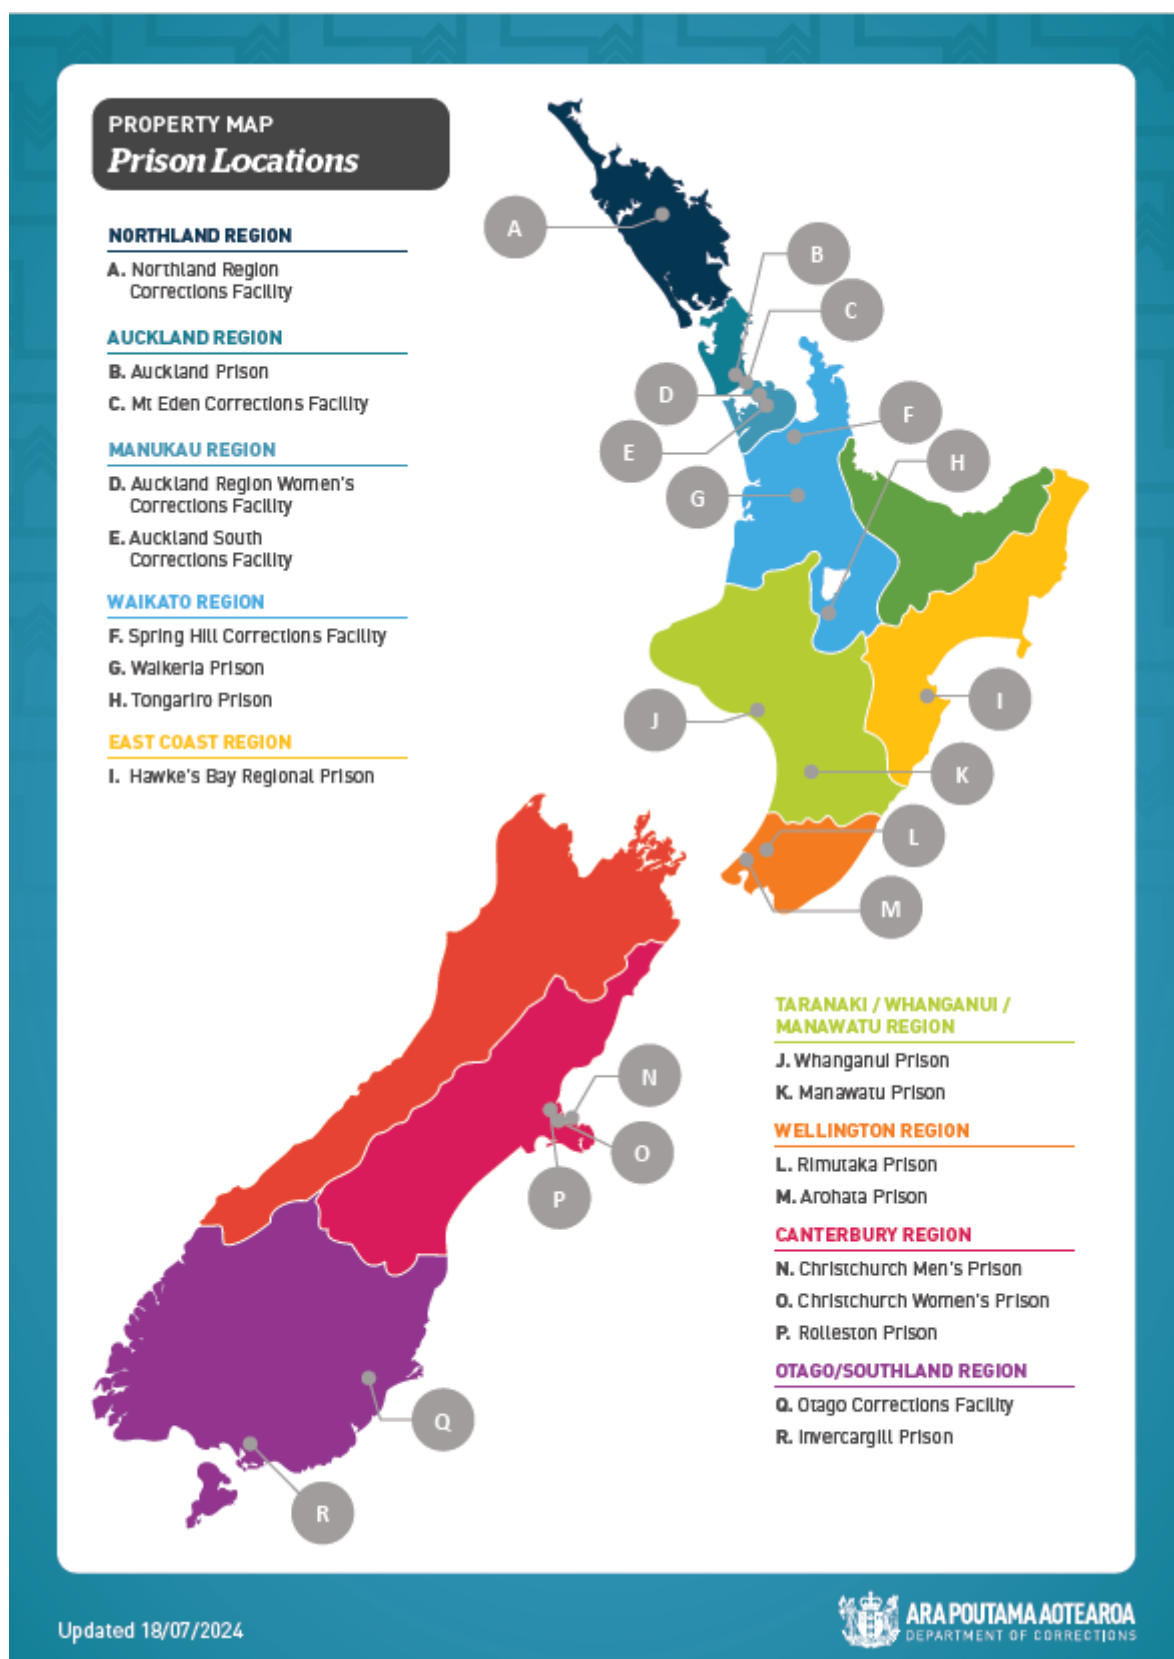 PROPERTY MAP
Prison Locations
NORTHLAND REGION
A. Northland Region
Corrections Facility
AUCKLAND REGION
B. Auckland Prison
C. Mt Eden Corrections Facility
MANUKAU REGION
D. Auckland Region Women's
Corrections Facility
E. Auckland South
Corrections Facility
WAIKATO REGION
F. Spring Hill Corrections Facility
G. Waikeria Prison
H. Tongariro Prison
EAST COAST REGION
I. Hawke's Bay Regional Prison
A
B
C
D
E
F
G
H
I
J
K
L
M
N
O
P
Q
R
TARANAKI / WHANGANUI /
MANAWATU REGION
J. Whanganui Prison
K. Manawatu Prison
WELLINGTON REGION
L. Rimutaka Prison
M. Arohata Prison
CANTERBURY REGION
N. Christchurch Men's Prison
O. Christchurch Women's Prison
P. Rolleston Prison
OTAGO/SOUTHLAND REGION
Q. Otago Corrections Facility
R. Invercargill Prison
Updated 18/07/2024
ARA POUTAMA AOTEAROA
DEPARTMENT OF CORRECTIONS